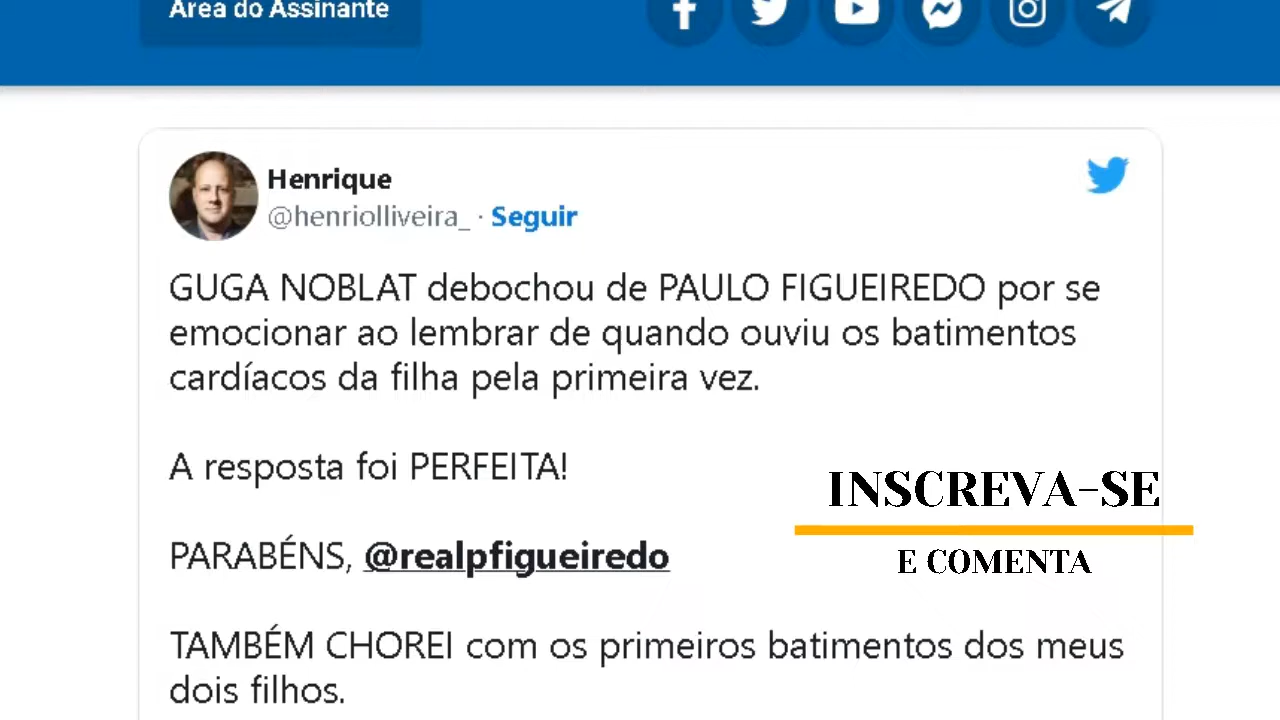 Área do Assinante
Henrique
@henriolliveira_ · Seguir
GUGA NOBLAT debochou de PAULO FIGUEIREDO por se
emocionar ao lembrar de quando ouviu os batimentos
cardíacos da filha pela primeira vez.
A resposta foi PERFEITA!
PARABÉNS, @realpfigueiredo
TAMBÉM CHOREI com os primeiros batimentos dos meus
dois filhos.
INSCREVA-SE
E COMENTA